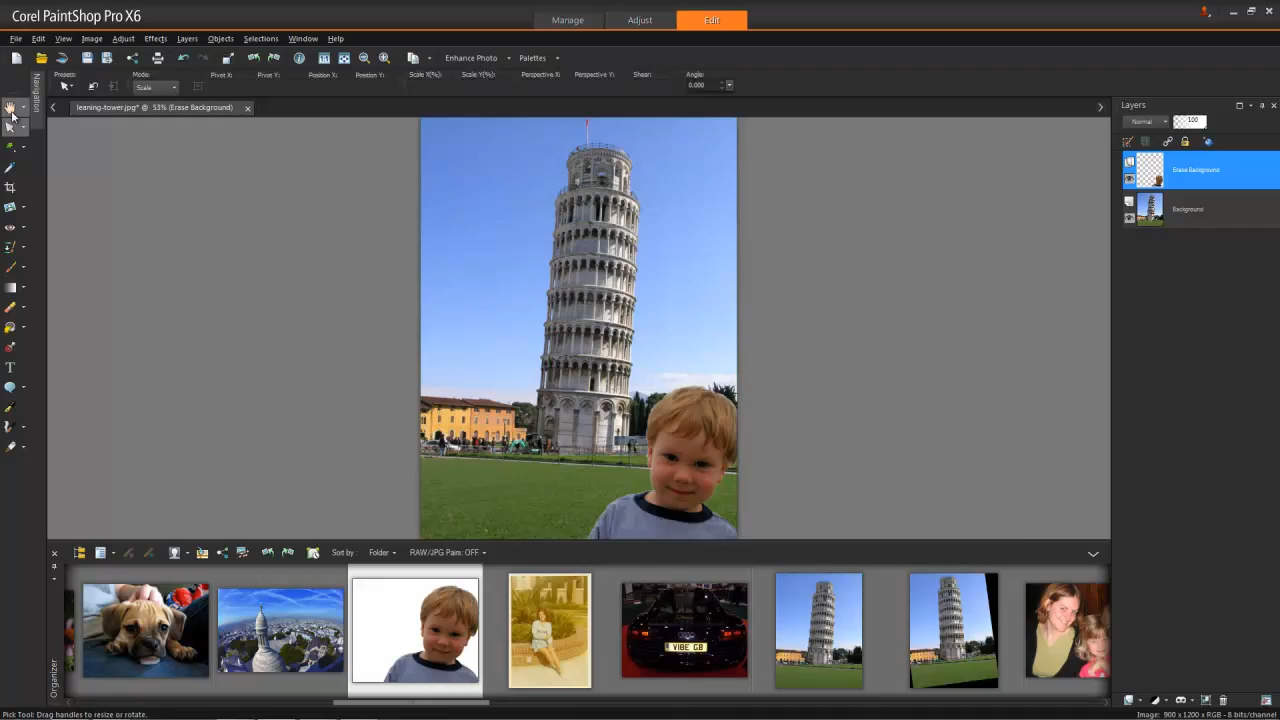 Corel PaintShop Pro X6
Manage
Adjust
Edit
File Edit View Image Adjust Effects Layers Objects Selections Window Help
Enhance Photo
Palettes
Presets: Mode: Pivot X: Pivot Y: Position X: Position Y: Scale X(%): Scale Y(%): Perspective X: Perspective Y: Shear: Angle:
Scale
0.000
Navigation
leaning-tower.jpg* @ 53% (Erase Background)
Layers
Normal
100
Erase Background
Background
Sort by: Folder
RAW/JPG Pairs: OFF
Organizer
VIBE GB
Pick Tool: Drag handles to resize or rotate.
Image: 900 x 1200 x RGB - 8 bits/channel